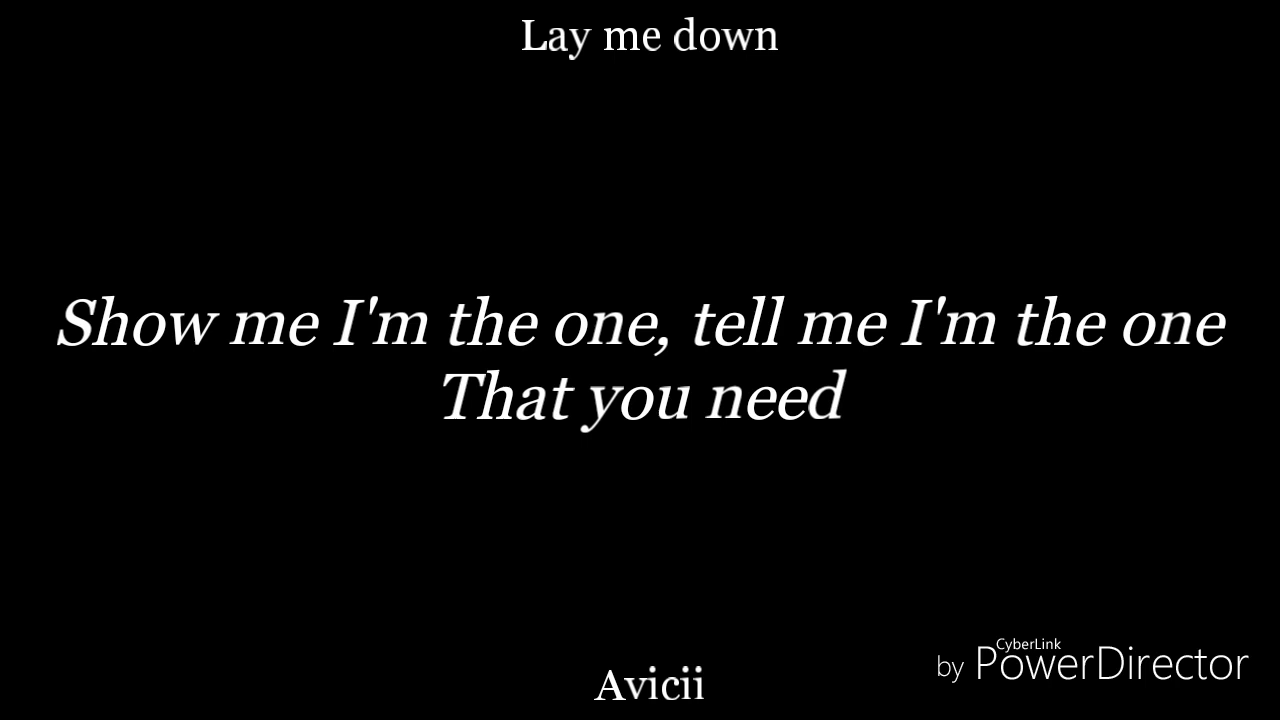 Lay me down
Show me I'm the one, tell me I'm the one
That you need
Avicii
by CyberLink PowerDirector